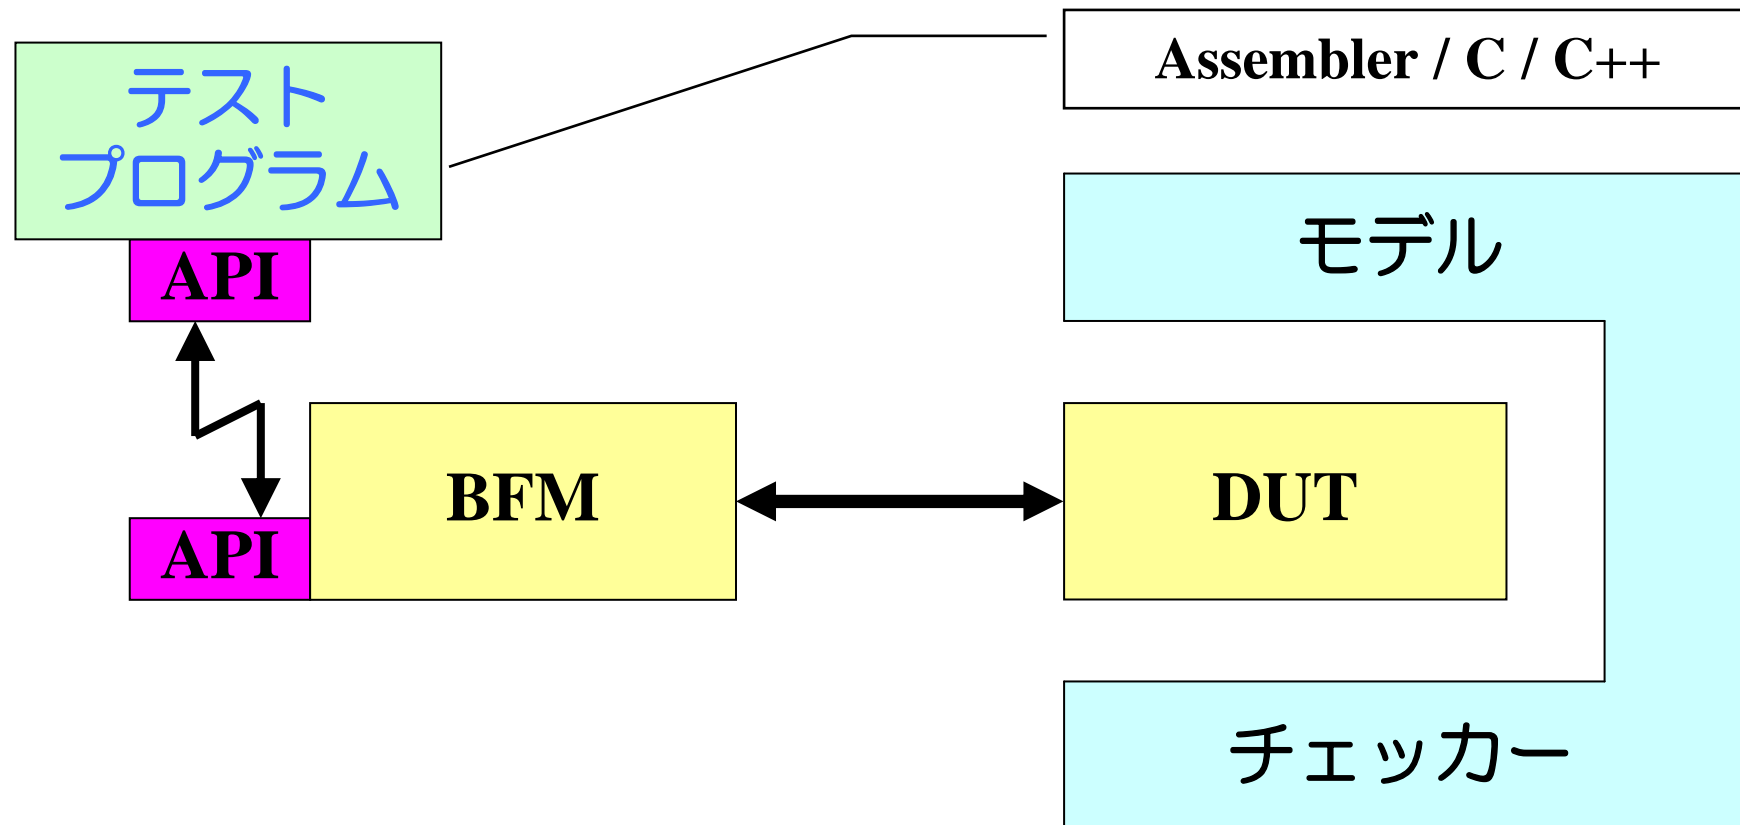 テスト
プログラム
Assembler / C / C++
API
モデル
BFM
DUT
API
チェッカー